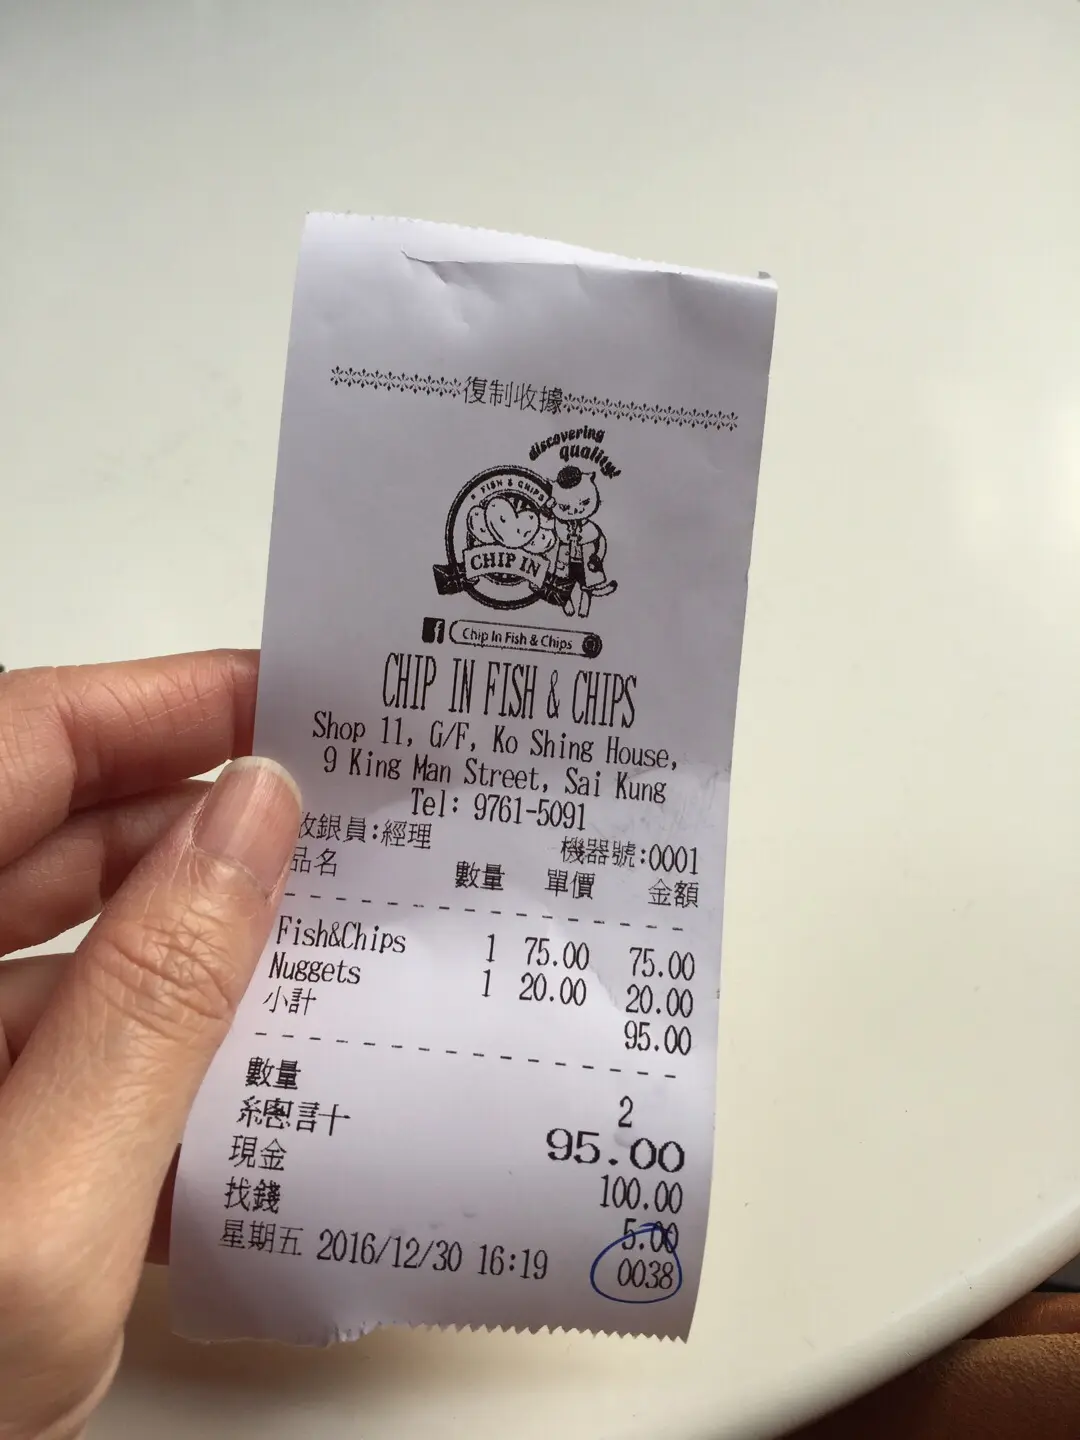 復制收據
discovering
quality!
FISH & CHIPS
CHIP IN
f Chip In Fish & Chips
CHIP IN FISH & CHIPS
Shop 11, G/F, Ko Shing House,
9 King Man Street, Sai Kung
Tel: 9761-5091
收銀員:經理 機器號:0001
品名 數量 單價 金額
Fish&Chips 1 75.00 75.00
Nuggets 1 20.00 20.00
小計 95.00
數量 2
總計 95.00
現金 100.00
找錢 5.00
星期五 2016/12/30 16:19 0038